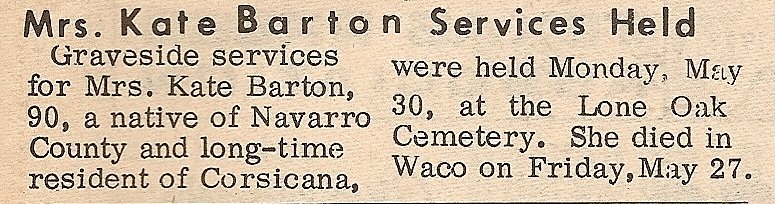 Mrs. Kate Barton Services Held
Graveside services
for Mrs. Kate Barton,
90, a native of Navarro
County and long-time
resident of Corsicana,
were held Monday, May
30, at the Lone Oak
Cemetery. She died in
Waco on Friday, May 27.